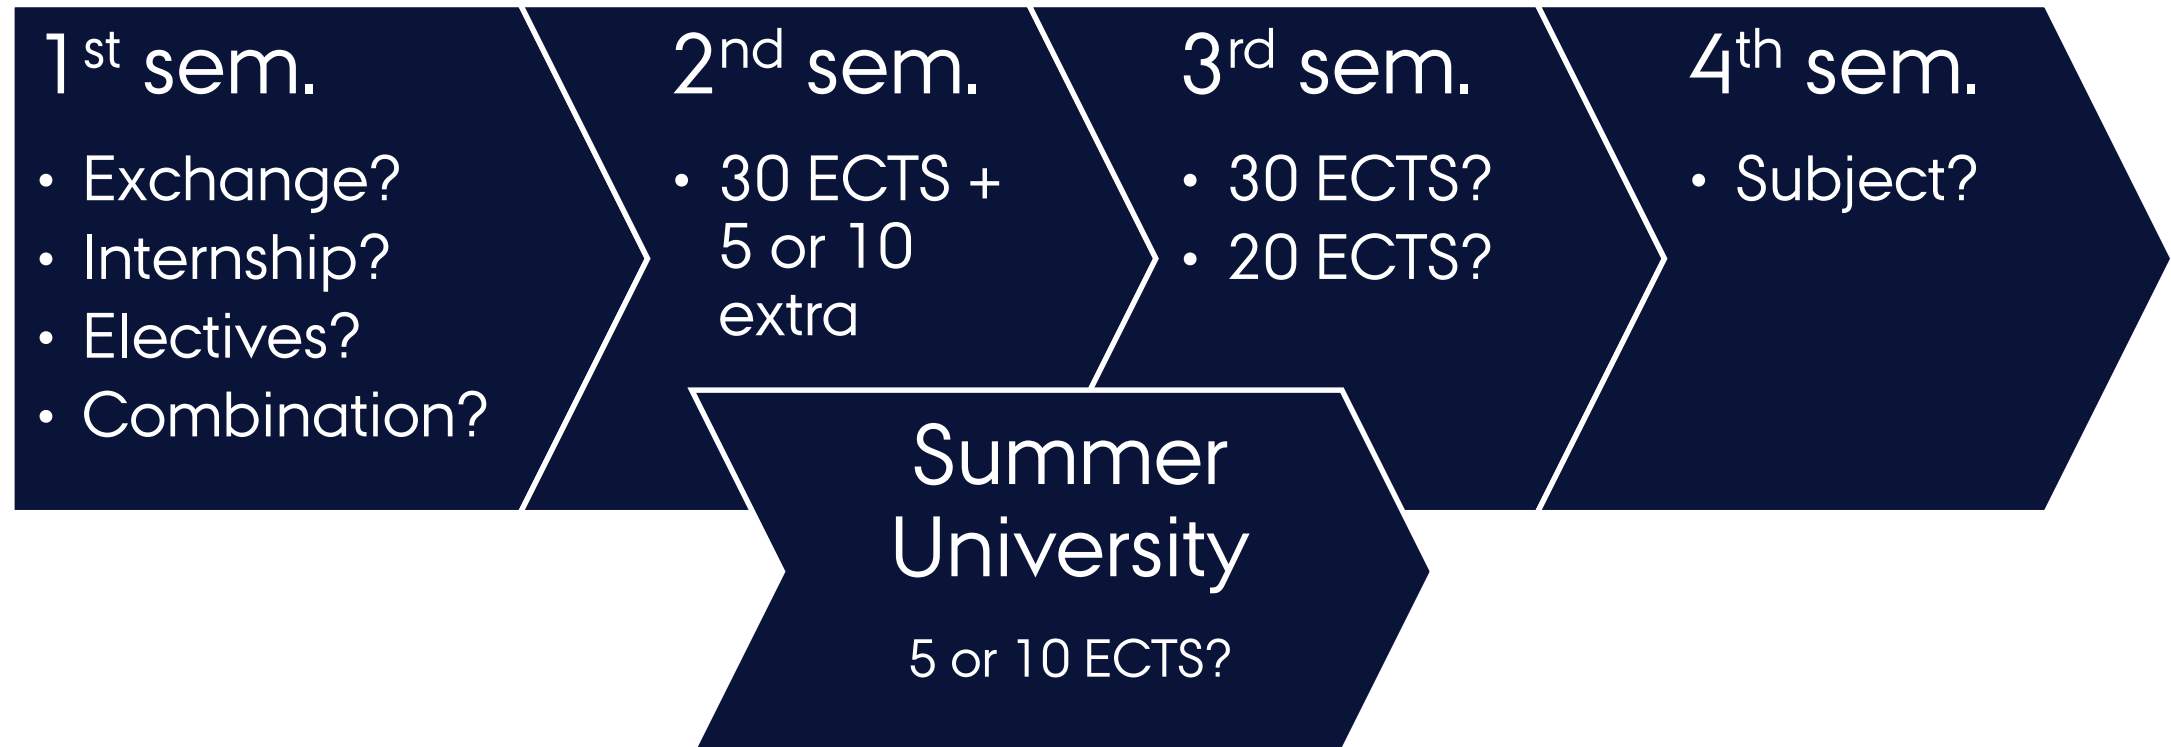 1st sem.
• Exchange?
• Internship?
• Electives?
• Combination?
2nd sem.
• 30 ECTS +
5 or 10
extra
3rd sem.
• 30 ECTS?
• 20 ECTS?
4th sem.
• Subject?
Summer
University
5 or 10 ECTS?